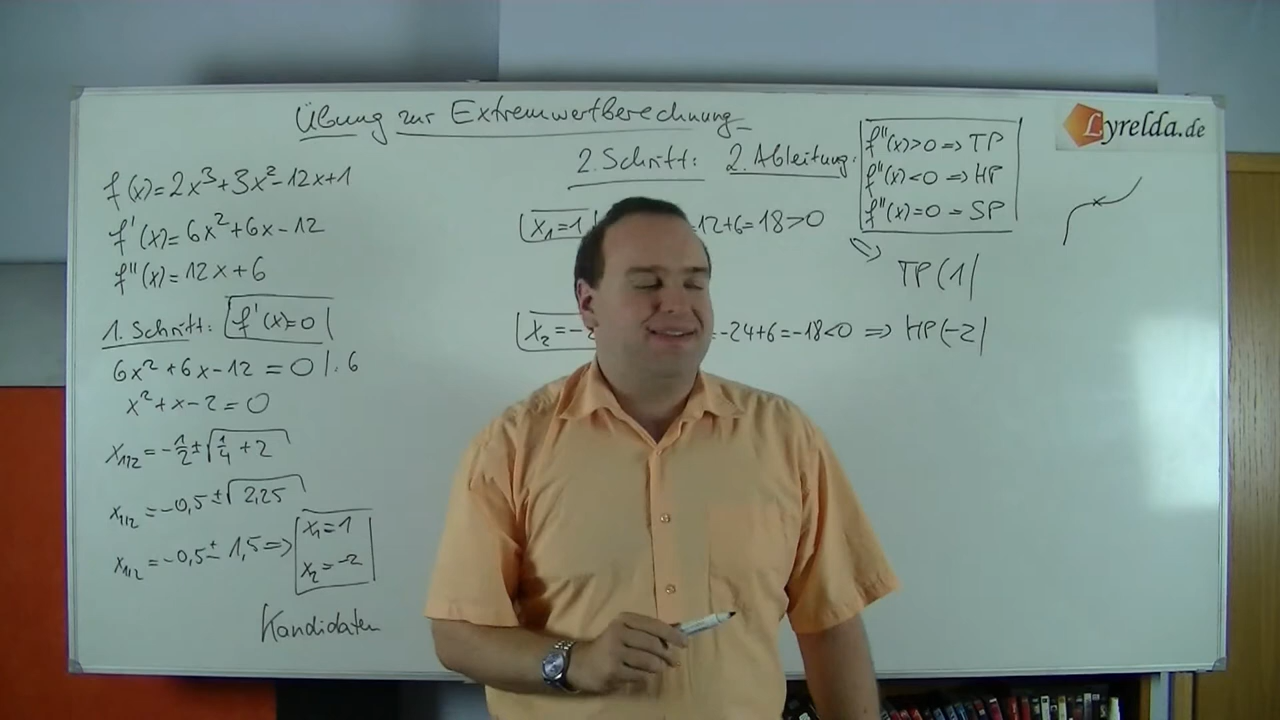 Übung zur Extremwertberechnung
Lyrelda.de
f(x)=2x³+3x²-12x+1
f'(x)=6x²+6x-12
f''(x)=12x+6
1. Schritt: f'(x)=0
6x²+6x-12=0|:6
x²+x-2=0
x₁/₂=-1/2±√(1/4+2)
x₁/₂=-0,5±√2,25
x₁/₂=-0,5±1,5=>
x₁=1
x₂=-2
Kandidaten
2. Schritt: 2. Ableitung:
f''(x)>0=>TP
f''(x)<0=>HP
f''(x)=0=SP
x₁=1
12+6=18>0
=> TP(1|
x₂=-2
=-24+6=-18<0 => HP(-2|